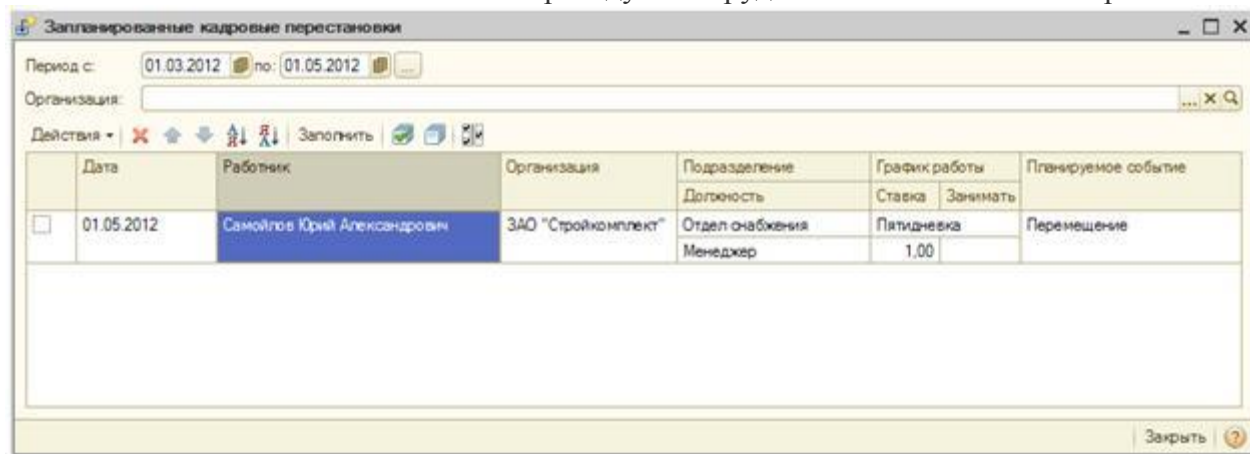 Запланированные кадровые перестановки
Период с: 01.03.2012 по: 01.05.2012 ...
Организация: ...
Действия Заполнить
Дата Работник Организация Подразделение График работы Планируемое событие
Должность Ставка Занимать
01.05.2012 Самойлов Юрий Александрович ЗАО "Стройкомплект" Отдел снабжения Пятидневка Перемещение
Менеджер 1,00
Закрыть ?